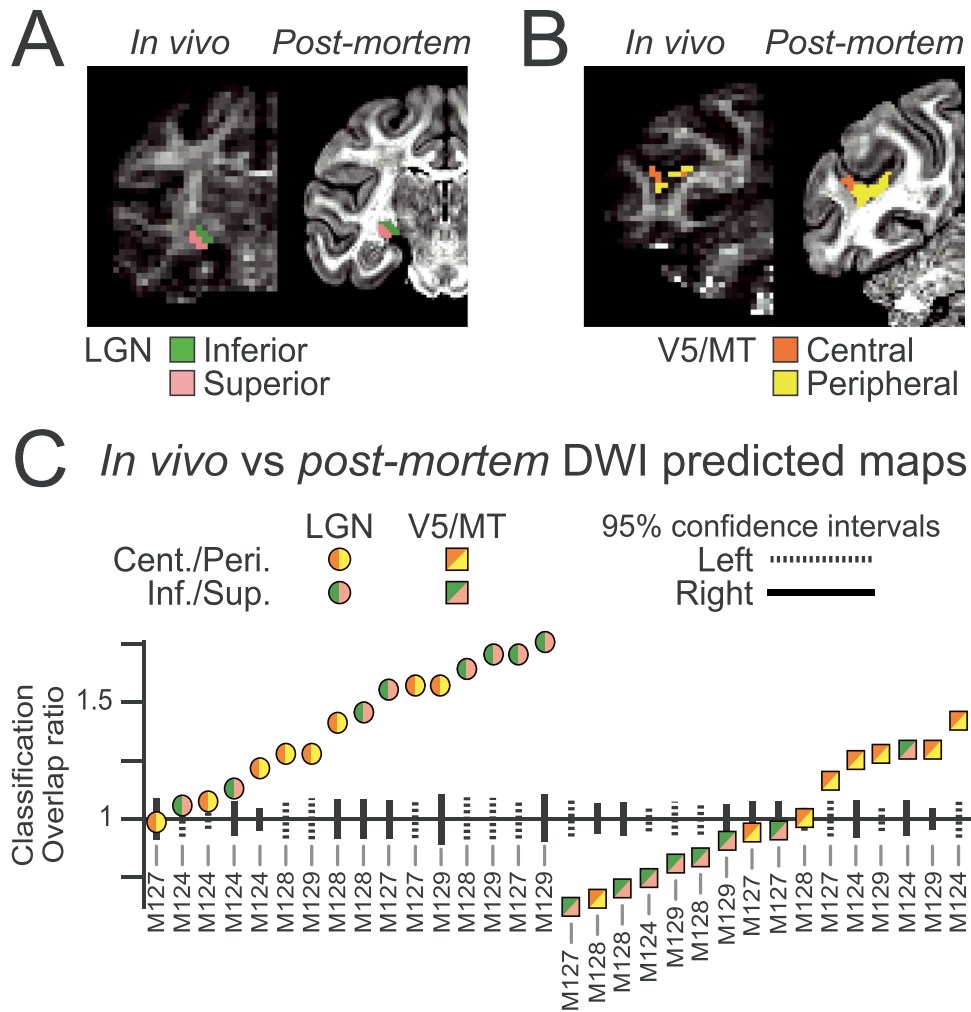 A
In vivo
Post-mortem
B
In vivo
Post-mortem
LGN
Inferior
Superior
V5/MT
Central
Peripheral
C
In vivo vs post-mortem DWI predicted maps
LGN V5/MT
Cent./Peri.
Inf./Sup.
95% confidence intervals
Left
Right
Classification
Overlap ratio
1.5
1
M127
M124
M124
M124
M124
M128
M129
M128
M128
M127
M127
M129
M128
M129
M127
M129
M127
M128
M128
M124
M129
M128
M129
M127
M127
M128
M127
M124
M129
M124
M129
M124